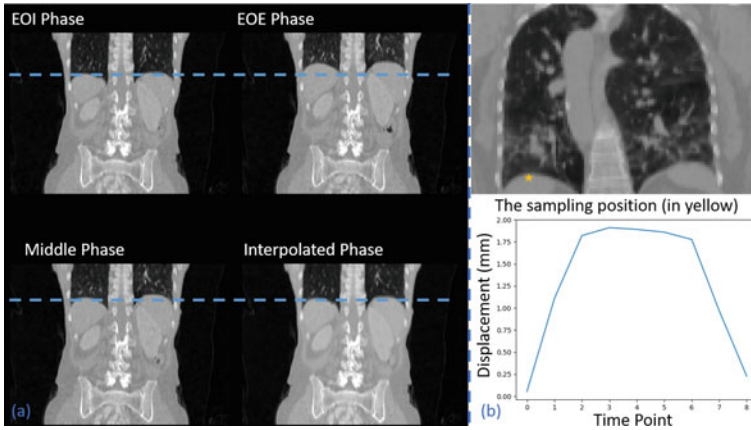 EOI Phase
EOE Phase
Middle Phase
Interpolated Phase
(a)
The sampling position (in yellow)
Displacement (mm)
2.00
1.75
1.50
1.25
1.00
0.75
0.50
0.25
0.00
0 1 2 3 4 5 6 7 8
Time Point
(b)